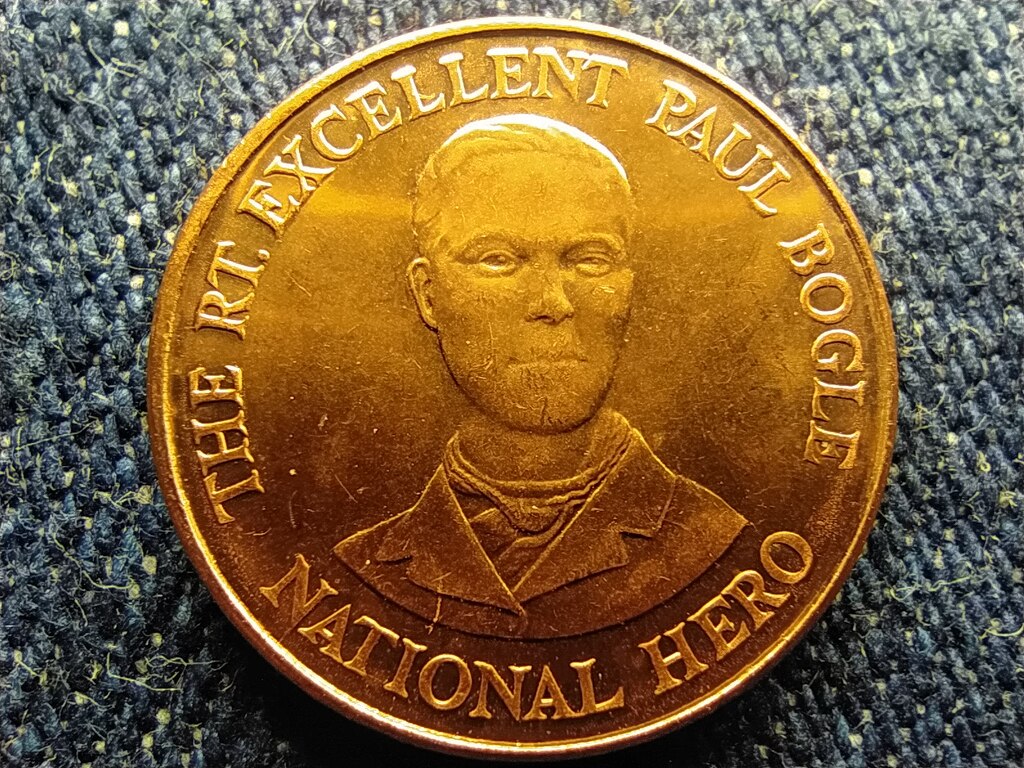 THE RT. EXCELLENT PAUL BOGLE
NATIONAL HERO